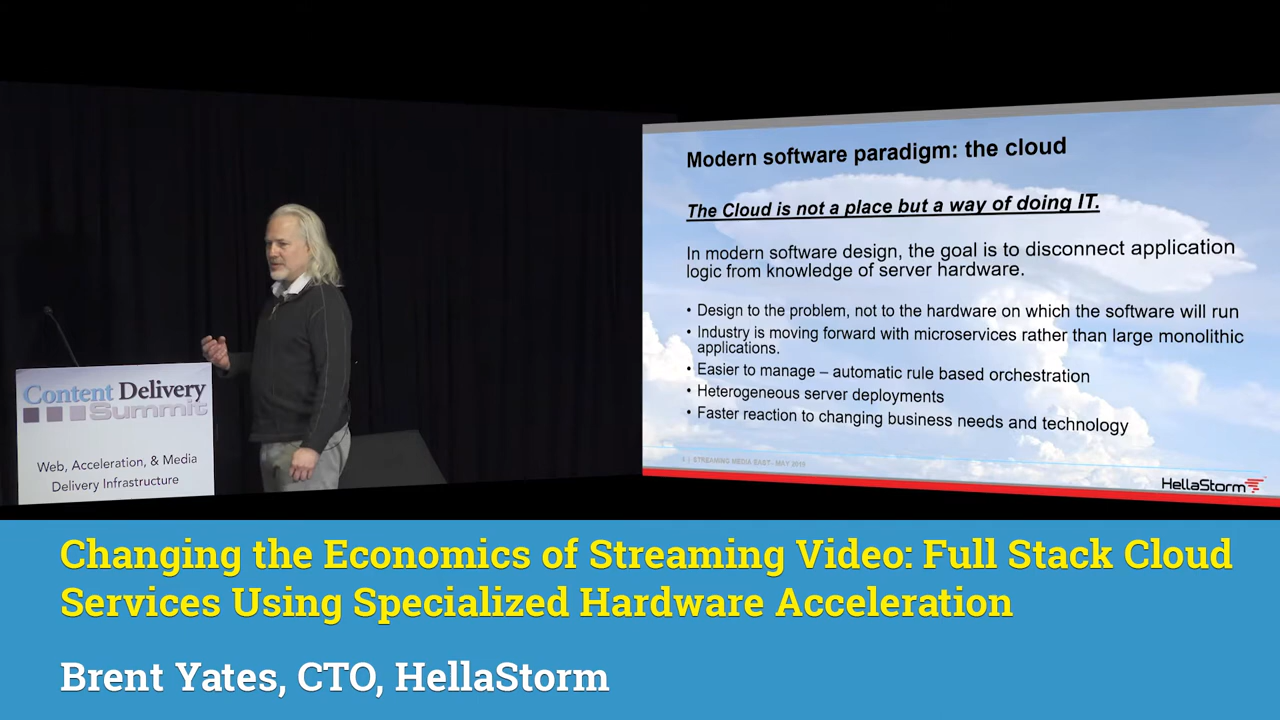 Content Delivery
Summit
Web, Acceleration, & Media
Delivery Infrastructure
Modern software paradigm: the cloud
The Cloud is not a place but a way of doing IT.
In modern software design, the goal is to disconnect application
logic from knowledge of server hardware.
• Design to the problem, not to the hardware on which the software will run
• Industry is moving forward with microservices rather than large monolithic
applications.
• Easier to manage – automatic rule based orchestration
• Heterogeneous server deployments
• Faster reaction to changing business needs and technology
| STREAMING MEDIA EAST- MAY
HellaStorm
Changing the Economics of Streaming Video: Full Stack Cloud
Services Using Specialized Hardware Acceleration
Brent Yates, CTO, HellaStorm